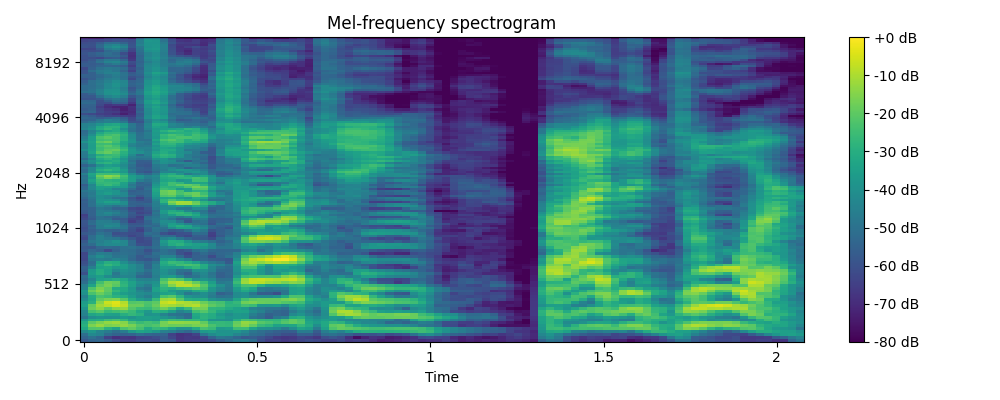 Mel-frequency spectrogram
Hz
8192
4096
2048
1024
512
0
0
0.5
1
1.5
2
Time
+0 dB
-10 dB
-20 dB
-30 dB
-40 dB
-50 dB
-60 dB
-70 dB
-80 dB